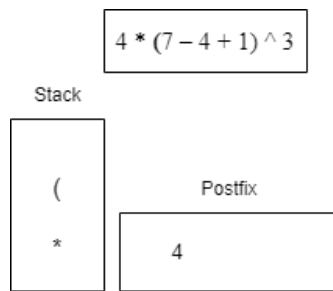 4 * (7 – 4 + 1) ^ 3
Stack
(
Postfix
*
4